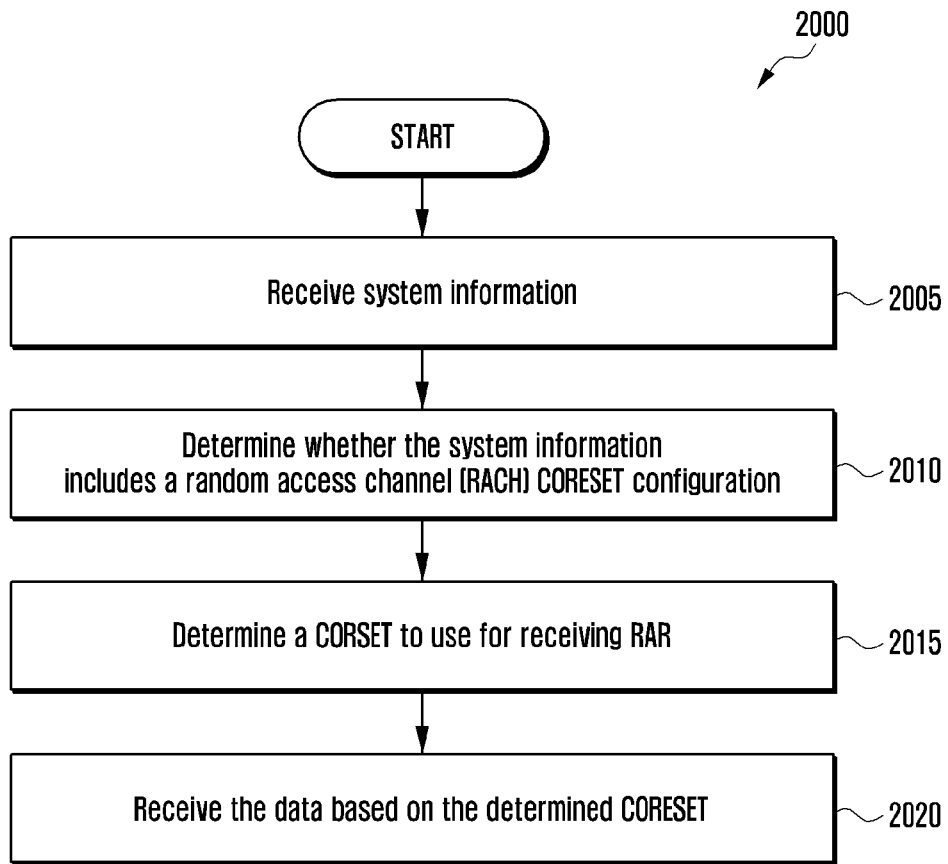 2000
START
Receive system information
2005
Determine whether the system information
includes a random access channel (RACH) CORESET configuration
2010
Determine a CORSET to use for receiving RAR
2015
Receive the data based on the determined CORESET
2020